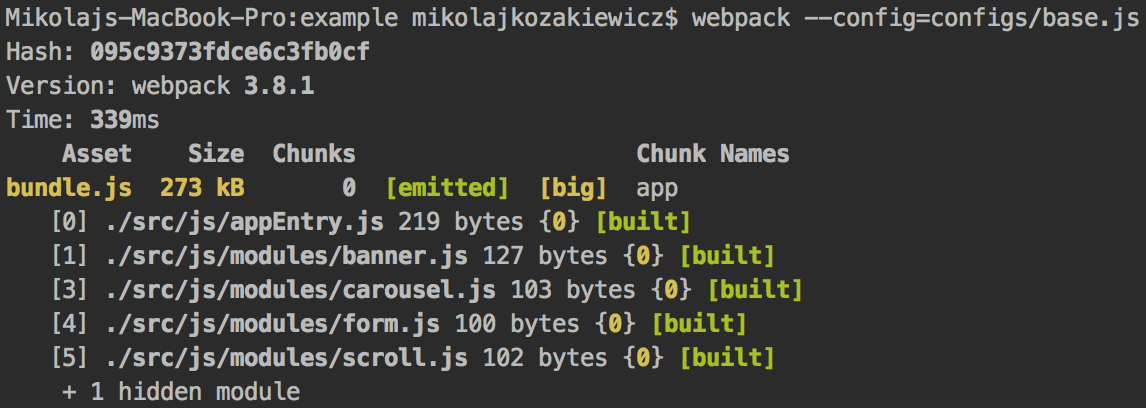 Mikolajs-MacBook-Pro:example mikolajkozakiewicz$ webpack --config=configs/base.js
Hash: 095c9373fdce6c3fb0cf
Version: webpack 3.8.1
Time: 339ms
Asset Size Chunks Chunk Names
bundle.js 273 kB 0 [emitted] [big] app
[0] ./src/js/appEntry.js 219 bytes {0} [built]
[1] ./src/js/modules/banner.js 127 bytes {0} [built]
[3] ./src/js/modules/carousel.js 103 bytes {0} [built]
[4] ./src/js/modules/form.js 100 bytes {0} [built]
[5] ./src/js/modules/scroll.js 102 bytes {0} [built]
+ 1 hidden module